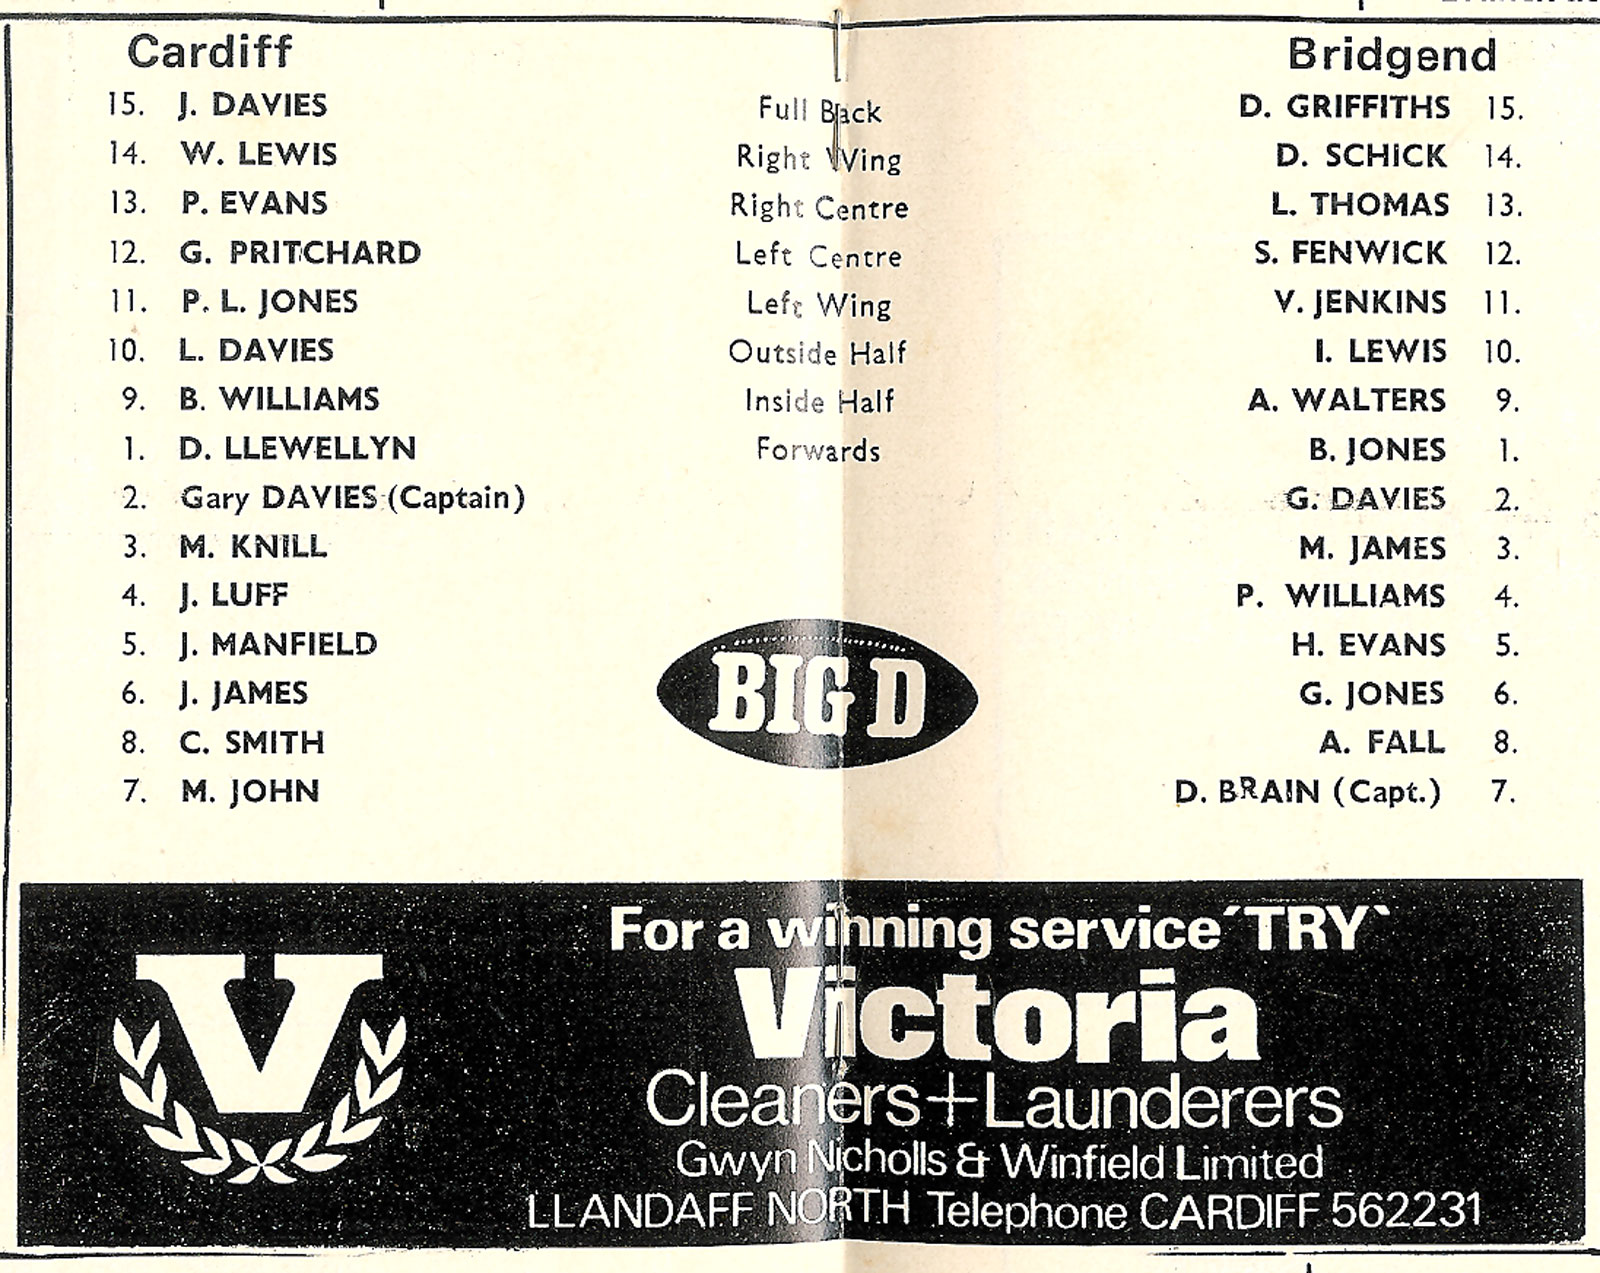 Cardiff Bridgend
15. J. DAVIES Full Back D. GRIFFITHS 15.
14. W. LEWIS Right Wing D. SCHICK 14.
13. P. EVANS Right Centre L. THOMAS 13.
12. G. PRITCHARD Left Centre S. FENWICK 12.
11. P. L. JONES Left Wing V. JENKINS 11.
10. L. DAVIES Outside Half I. LEWIS 10.
9. B. WILLIAMS Inside Half A. WALTERS 9.
1. D. LLEWELLYN Forwards B. JONES 1.
2. Gary DAVIES (Captain) G. DAVIES 2.
3. M. KNILL M. JAMES 3.
4. J. LUFF P. WILLIAMS 4.
5. J. MANFIELD H. EVANS 5.
6. J. JAMES G. JONES 6.
8. C. SMITH A. FALL 8.
7. M. JOHN D. BRAIN (Capt.) 7.
BIG D
For a winning service ´TRY`
V
Victoria
Cleaners+Launderers
Gwyn Nicholls & Winfield Limited
LLANDAFF NORTH Telephone CARDIFF 562231